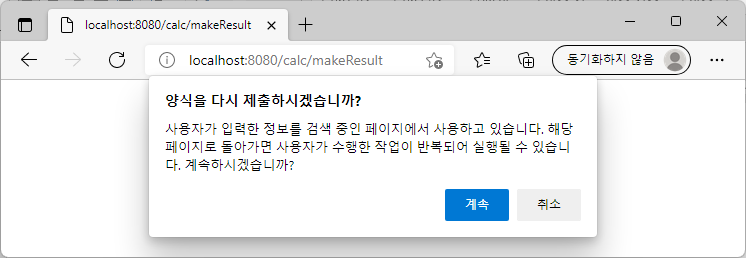 localhost:8080/calc/makeResult
localhost:8080/calc/makeResult
동기화하지 않음
양식을 다시 제출하시겠습니까?
사용자가 입력한 정보를 검색 중인 페이지에서 사용하고 있습니다. 해당
페이지로 돌아가면 사용자가 수행한 작업이 반복되어 실행될 수 있습니
다. 계속하시겠습니까?
계속
취소